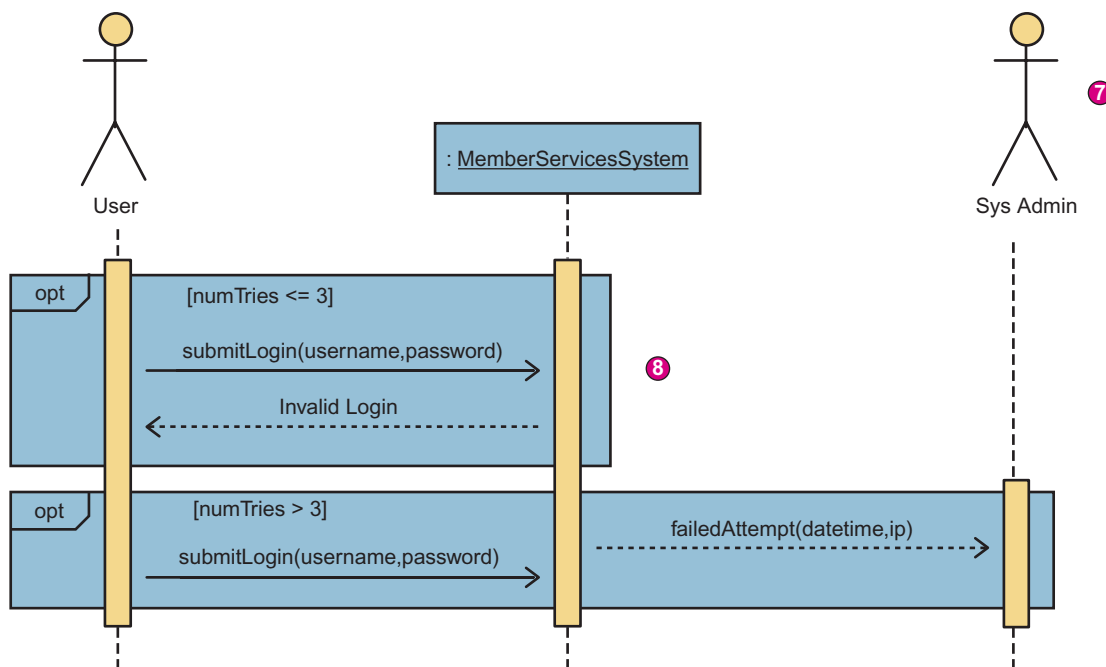 7
: MemberServicesSystem
User
Sys Admin
opt
[numTries <= 3]
submitLogin(username,password)
8
Invalid Login
opt
[numTries > 3]
failedAttempt(datetime,ip)
submitLogin(username,password)